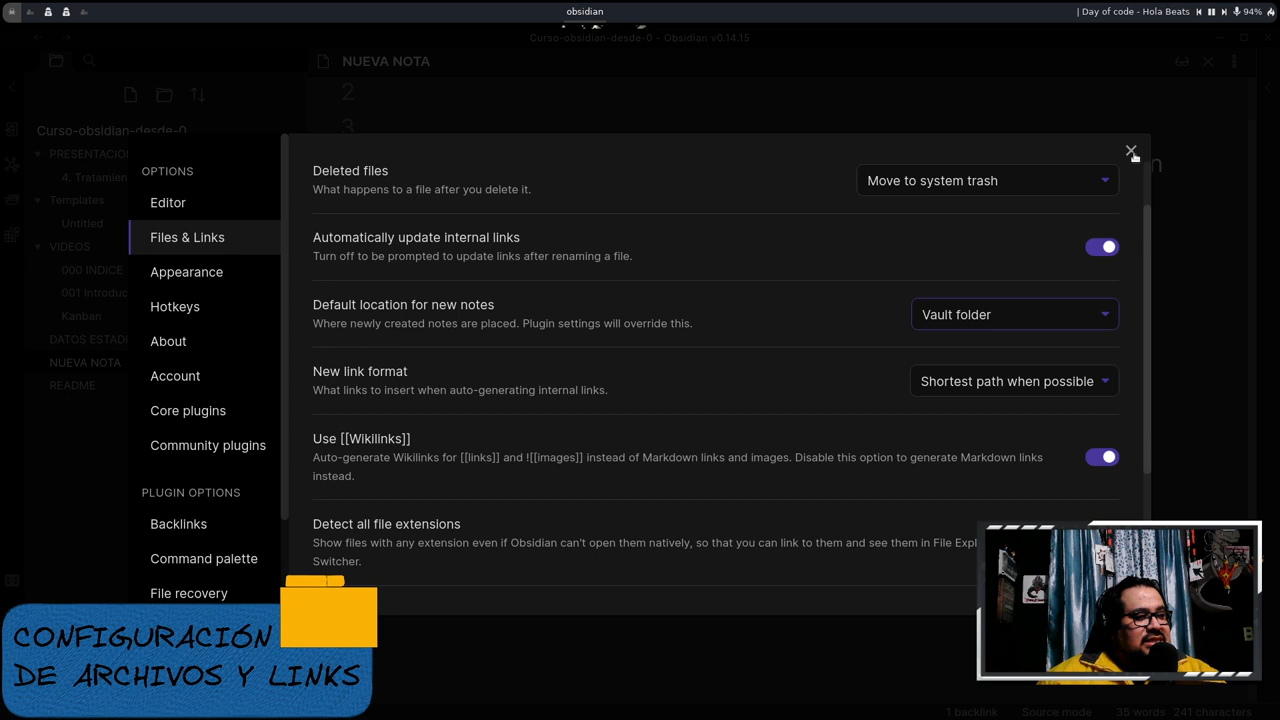 obsidian
| Day of code - Hola Beats
94%
Curso-obsidian-desde-0 - Obsidian v0.14.15
NUEVA NOTA
2
3
Curso-obsidian-desde-0
PRESENTACIO
4. Tratamien
Templates
Untitled
VIDEOS
000 INDICE
001 Introduc
Kanban
DATOS ESTAD
NUEVA NOTA
README
OPTIONS
Editor
Files & Links
Appearance
Hotkeys
About
Account
Core plugins
Community plugins
PLUGIN OPTIONS
Backlinks
Command palette
File recovery
Deleted files
What happens to a file after you delete it.
Move to system trash
Automatically update internal links
Turn off to be prompted to update links after renaming a file.
Default location for new notes
Where newly created notes are placed. Plugin settings will override this.
Vault folder
New link format
What links to insert when auto-generating internal links.
Shortest path when possible
Use [[Wikilinks]]
Auto-generate Wikilinks for [[links]] and ![[images]] instead of Markdown links and images. Disable this option to generate Markdown links
instead.
Detect all file extensions
Show files with any extension even if Obsidian can't open them natively, so that you can link to them and see them in File Expl
Switcher.
n
CONFIGURACIÓN
DE ARCHIVOS Y LINKS
1 backlink
Source mode
35 words
241 characters